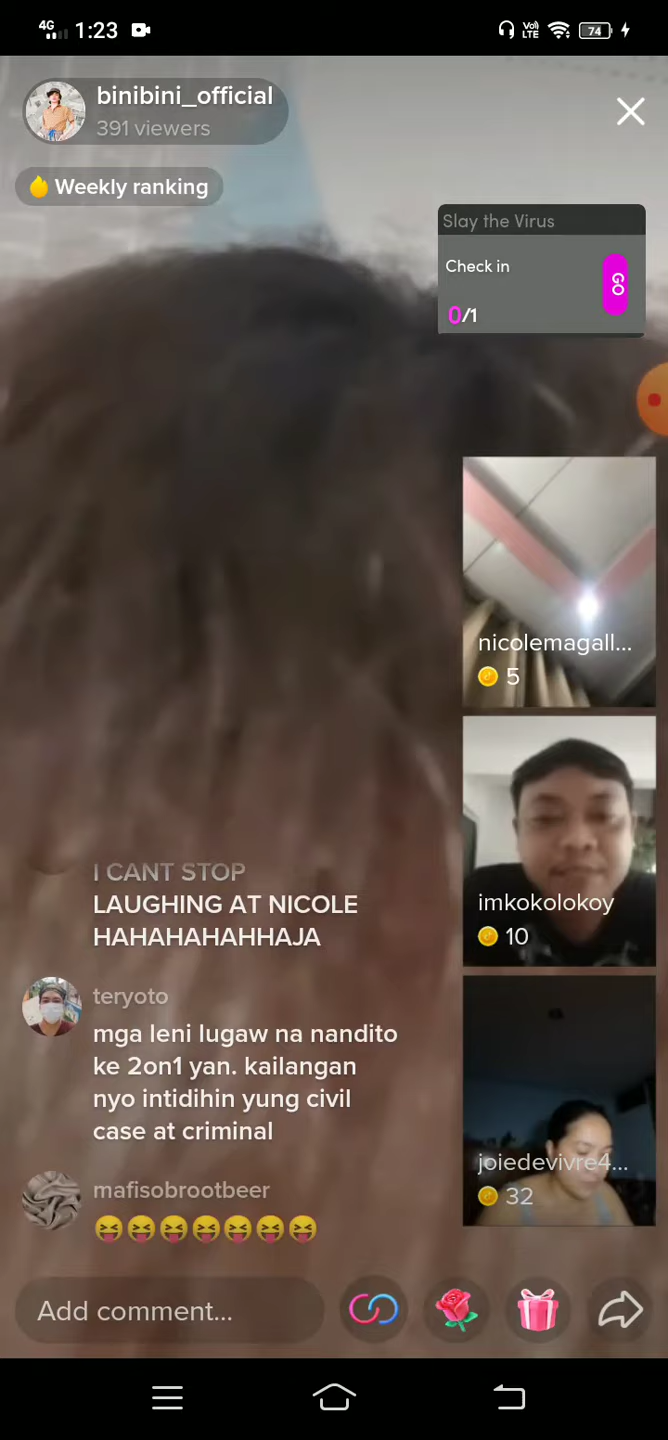 4G 1:23 Vo) LTE 74
binibini_official
391 viewers
Weekly ranking
Slay the Virus
Check in
GO
0/1
nicolemagall...
5
imkokolokoy
10
joiedevivre4...
32
I CANT STOP
LAUGHING AT NICOLE
HAHAHAHAHHAJA
teryoto
mga leni lugaw na nandito
ke 2on1 yan. kailangan
nyo intidihin yung civil
case at criminal
mafisobrootbeer
😝😝😝😝😝😝😝
Add comment...